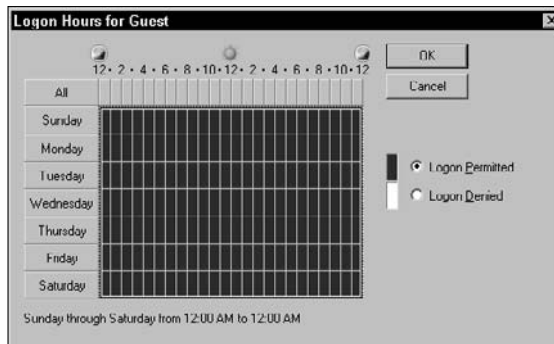 Logon Hours for Guest
OK
12 • 2 • 4 • 6 • 8 • 10 • 12 • 2 • 4 • 6 • 8 • 10 • 12
Cancel
All
Sunday
Monday
Tuesday
Wednesday
Thursday
Friday
Saturday
Logon Permitted
Logon Denied
Sunday through Saturday from 12:00 AM to 12:00 AM